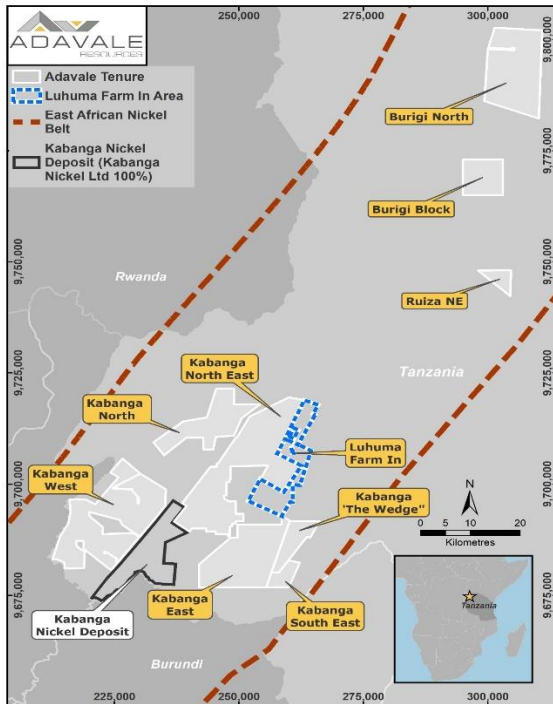 ADAVALE
RESOURCES
Adavale Tenure
Luhuma Farm In Area
East African Nickel
Belt
Kabanga Nickel
Deposit (Kabanga
Nickel Ltd 100%)
250,000
275,000
300,000
9,800,000
9,775,000
9,750,000
9,725,000
9,700,000
9,675,000
Burigi North
Burigi Block
Ruiza NE
Rwanda
Tanzania
Kabanga
North East
Kabanga
North
Luhuma
Farm In
Kabanga
West
Kabanga
'The Wedge"
N
0 5 10 20
Kilometres
Kabanga
East
Kabanga
South East
Kabanga
Nickel Deposit
Burundi
Tanzania
9,750,000
9,725,000
9,700,000
9,675,000
225,000
250,000
275,000
300,000